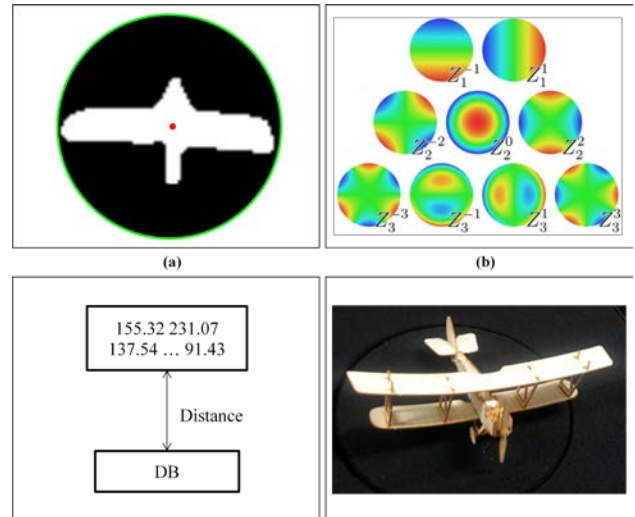 Z_1^{-1} Z_1^1
Z_2^{-2} Z_2^0 Z_2^2
Z_3^{-3} Z_3^{-1} Z_3^1 Z_3^3
(a) (b)
155.32 231.07
137.54 ... 91.43
Distance
DB